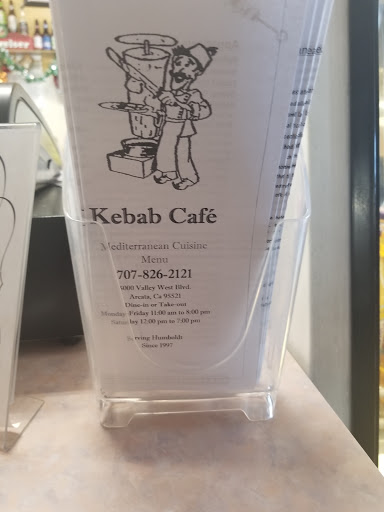 Kebab Café
Mediterranean Cuisine
Menu
707-826-2121
5000 Valley West Blvd.
Arcata, Ca 95521
Dine-in or Take-out
Monday- Friday 11:00 am to 8:00 pm
Saturday 12:00 pm to 7:00 pm
Serving Humboldt
Since 1997